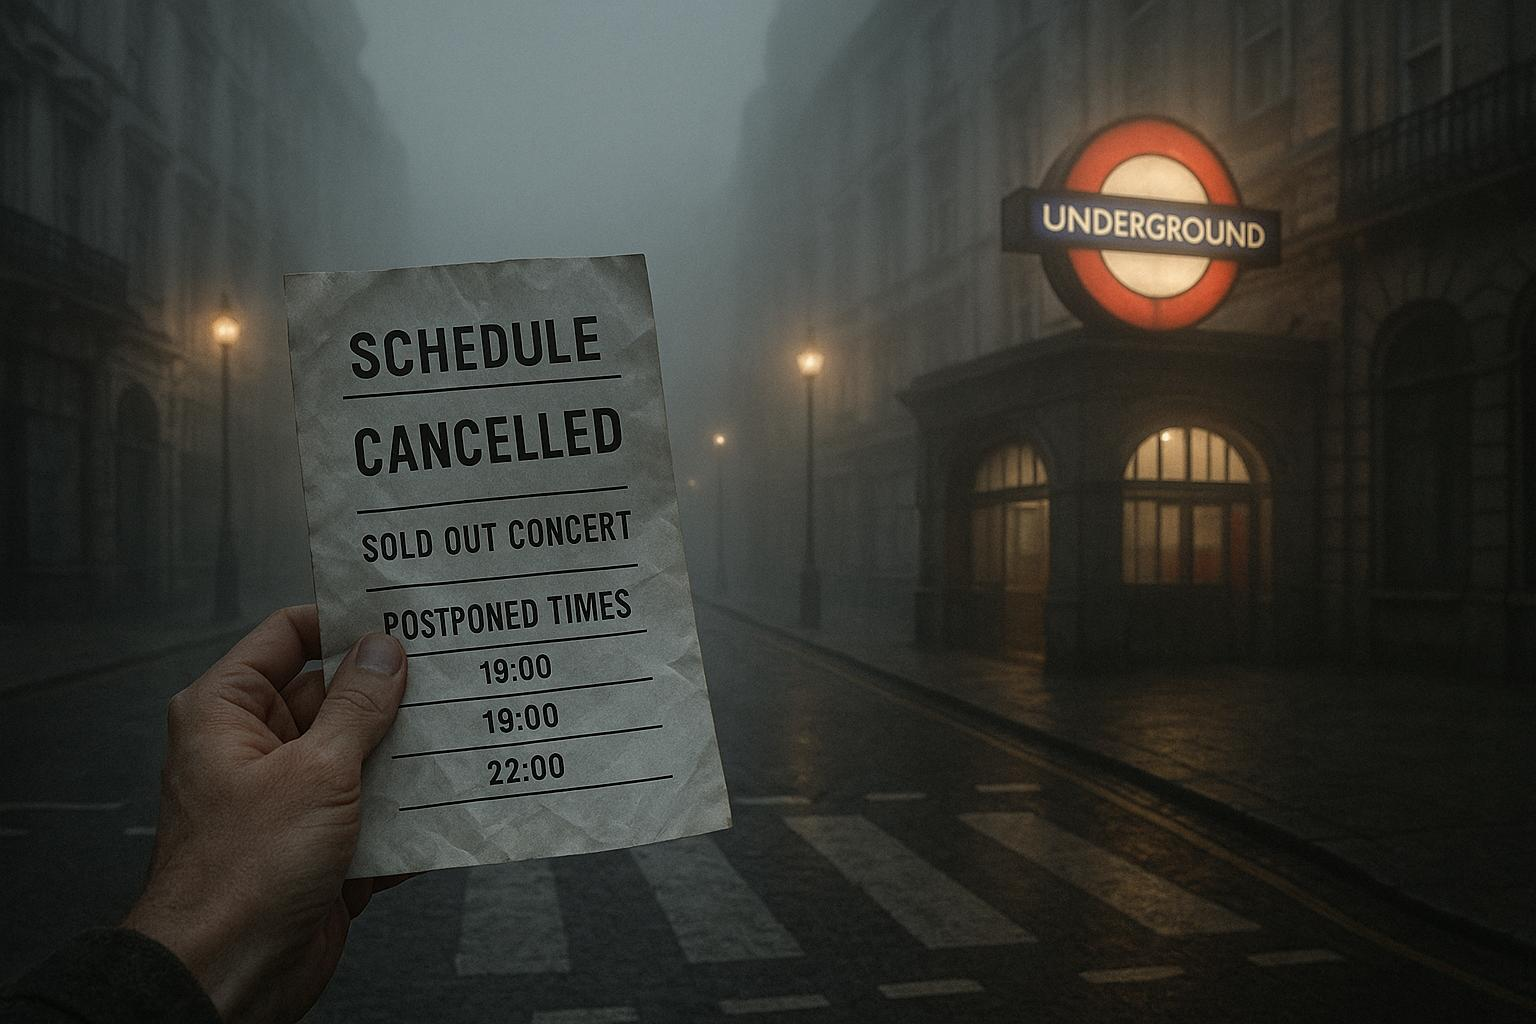 SCHEDULE
CANCELLED
SOLD OUT CONCERT
POSTPONED TIMES
19:00
19:00
22:00
UNDERGROUND